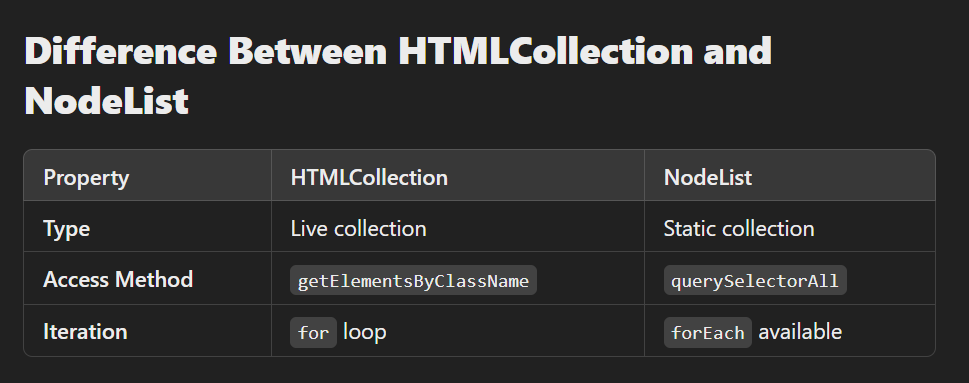 Difference Between HTMLCollection and
NodeList
Property HTMLCollection NodeList
Type Live collection Static collection
Access Method getElementsByClassName querySelectorAll
Iteration for loop forEach available